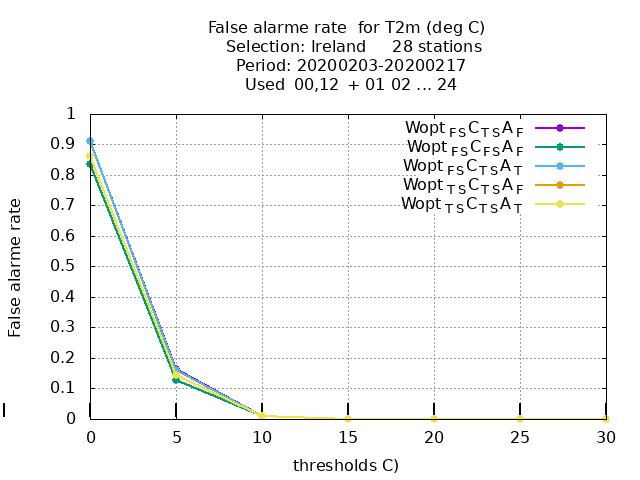 False alarme rate  for T2m (deg C)
Selection: Ireland     28 stations
Period: 20200203-20200217
Used  00,12  + 01 02 ... 24
Wopt FS C TS A F
Wopt FS C FS A F
Wopt FS C TS A T
Wopt TS C TS A F
Wopt TS C TS A T
False alarme rate
1
0.9
0.8
0.7
0.6
0.5
0.4
0.3
0.2
0.1
0
0 5 10 15 20 25 30
thresholds C)